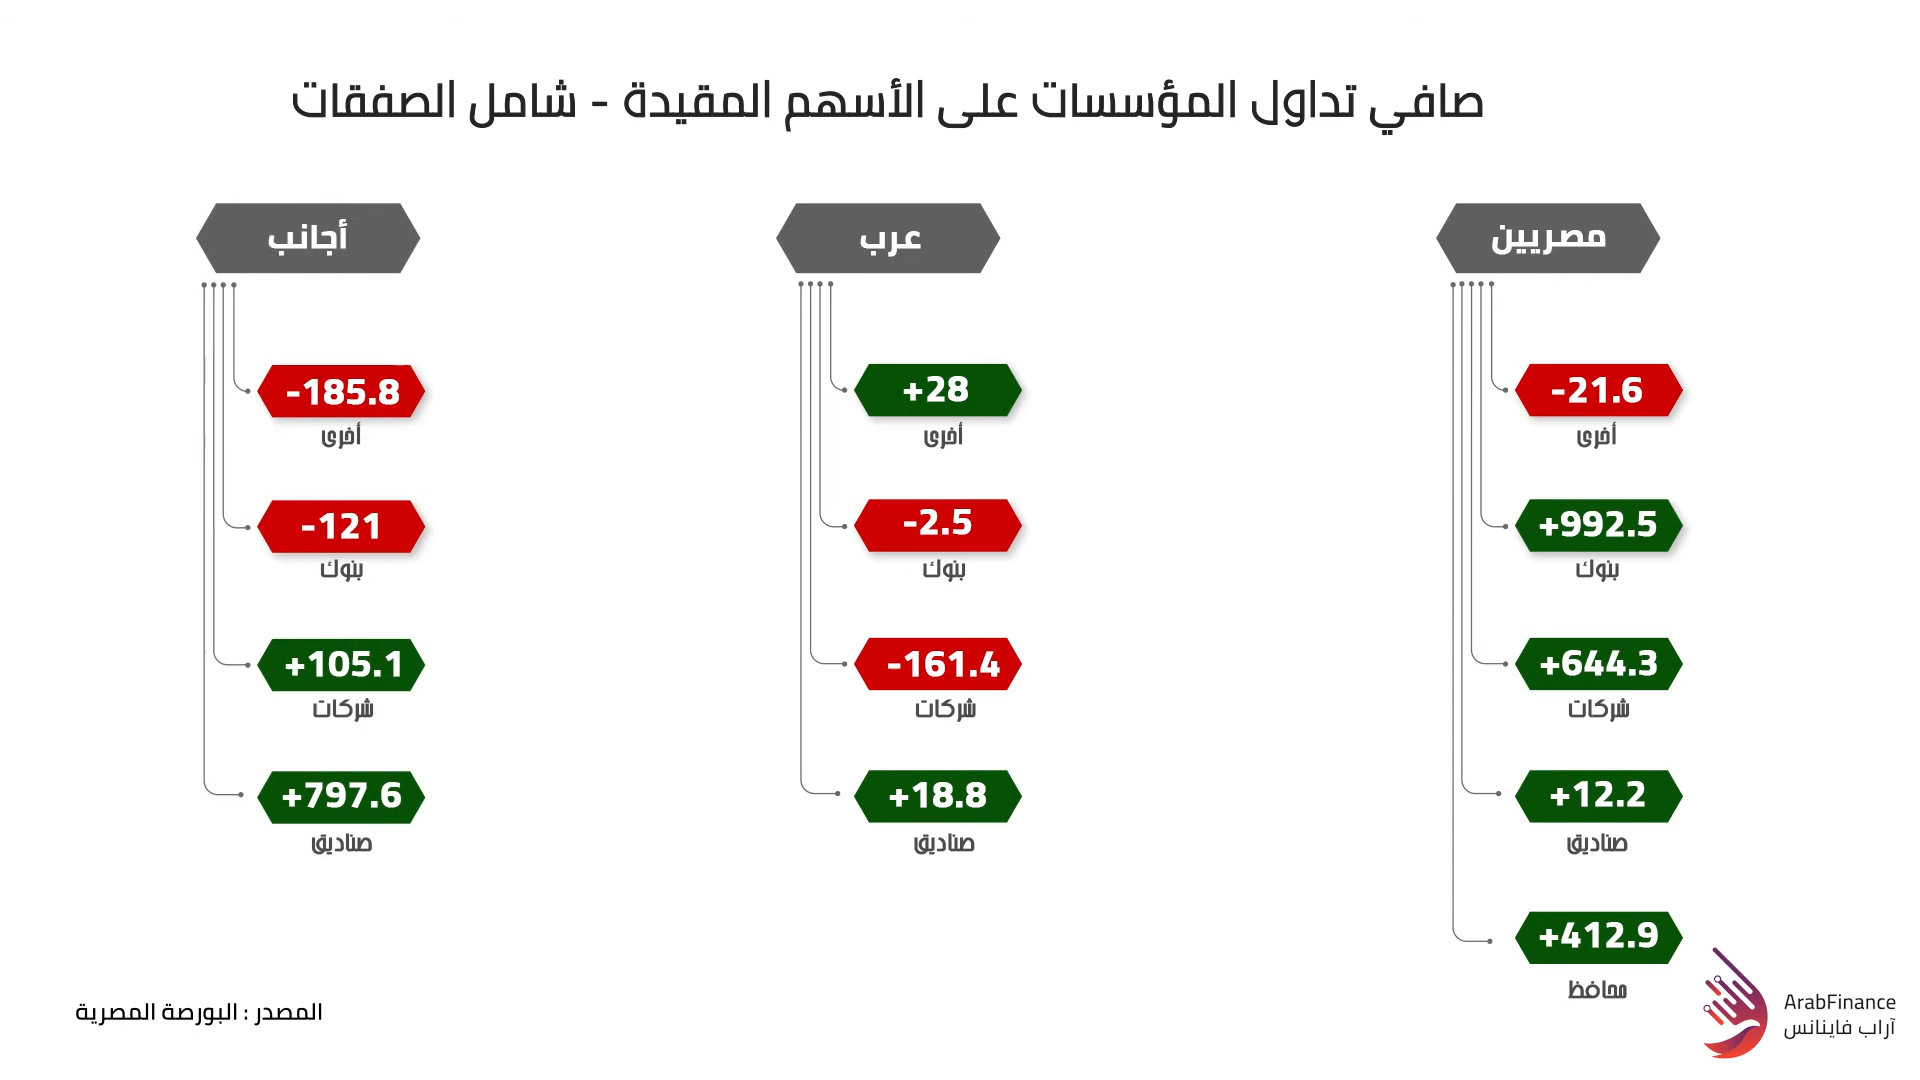 صافي تداول المؤسسات على الأسهم المقيدة - شامل الصفقات
مصريين
-21.6
أخرى
+992.5
بنوك
+644.3
شركات
+12.2
صناديق
+412.9
محافظ
عرب
+28
أخرى
-2.5
بنوك
-161.4
شركات
+18.8
صناديق
أجانب
-185.8
أخرى
-121
بنوك
+105.1
شركات
+797.6
صناديق
ArabFinance
آراب فاينانس
المصدر : البورصة المصرية